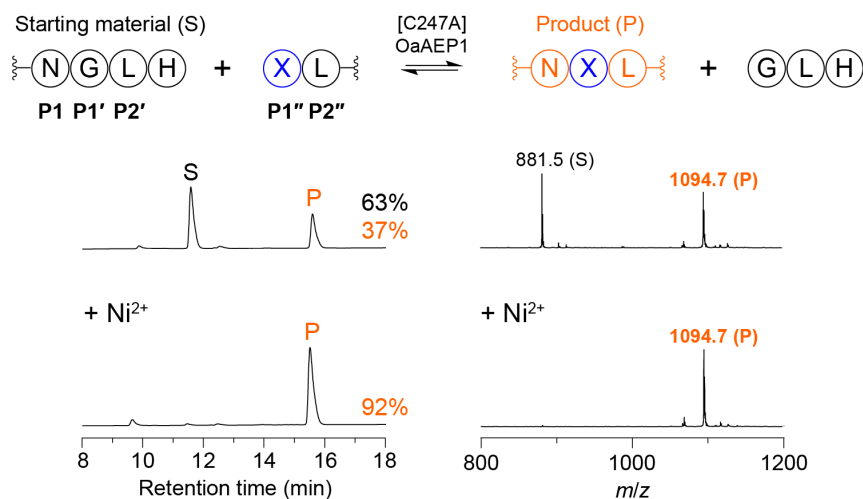 Starting material (S)
[C247A]
OaAEP1
Product (P)
N G L H + X L N X L + G L H
P1 P1′ P2′ P1″ P2″
S
P
63%
37%
881.5 (S)
1094.7 (P)
+ Ni²⁺
P
92%
+ Ni²⁺
1094.7 (P)
8 10 12 14 16 18
Retention time (min)
800 1000 1200
m/z